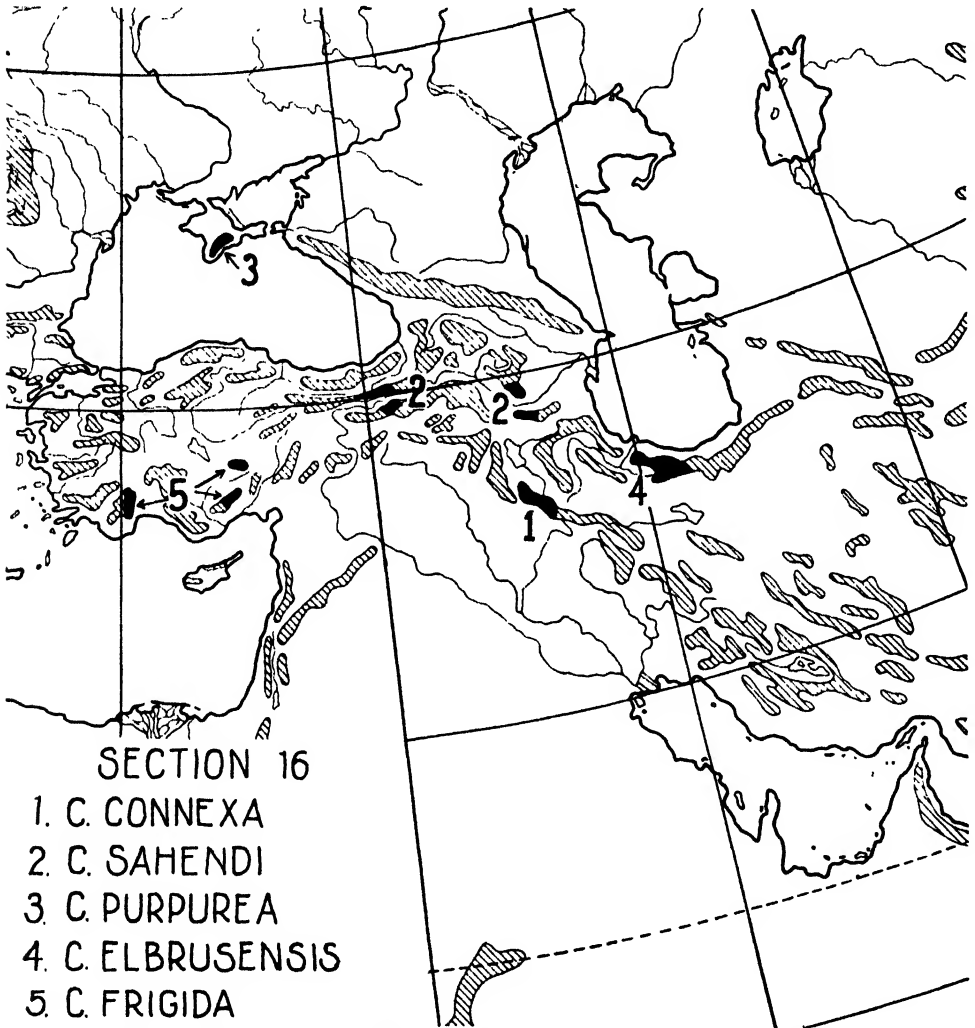 3
2
2
5
4
1
SECTION 16
1. C. CONNEXA
2. C. SAHENDI
3. C. PURPUREA
4. C. ELBRUSENSIS
5. C. FRIGIDA